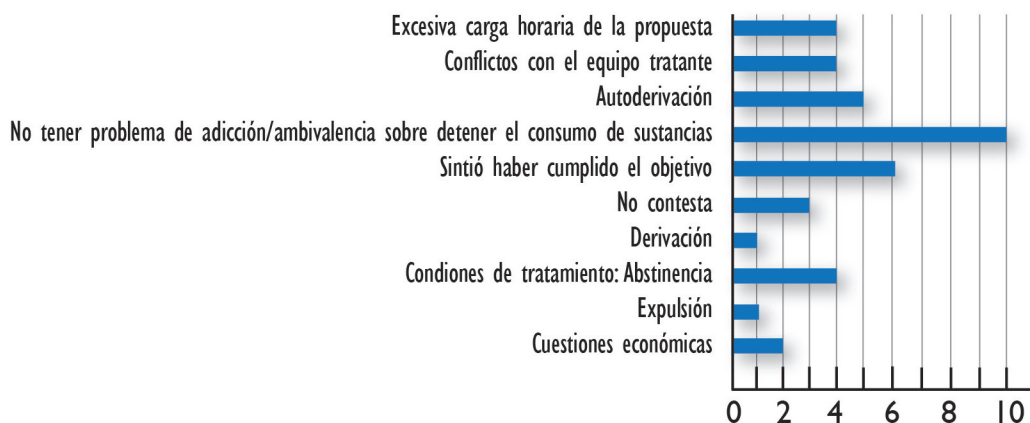 Excesiva carga horaria de la propuesta
Conflictos con el equipo tratante
Autoderivación
No tener problema de adicción/ambivalencia sobre detener el consumo de sustancias
Sintió haber cumplido el objetivo
No contesta
Derivación
Condiones de tratamiento: Abstinencia
Expulsión
Cuestiones económicas
0 2 4 6 8 10